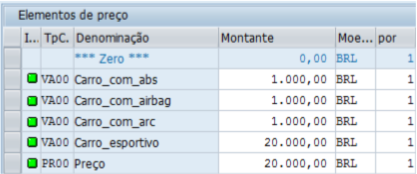 Elementos de preço
I... TpC. Denominação Montante Moe... por
*** Zero *** 0,00 BRL 1
VA00 Carro_com_abs 1.000,00 BRL 1
VA00 Carro_com_airbag 1.000,00 BRL 1
VA00 Carro_com_arc 1.000,00 BRL 1
VA00 Carro_esportivo 20.000,00 BRL 1
PR00 Preço 20.000,00 BRL 1